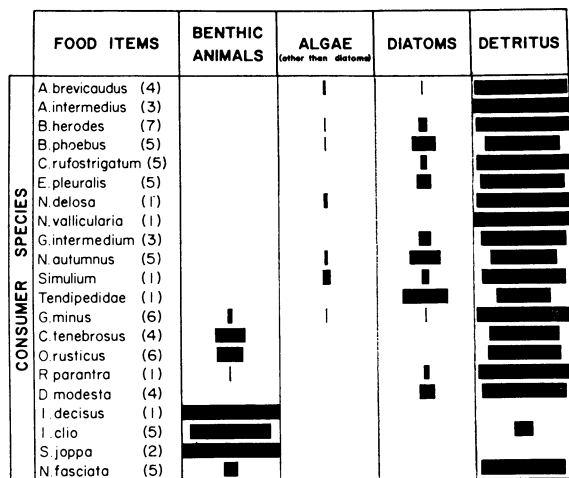 FOOD ITEMS
BENTHIC ANIMALS
ALGAE
(other than diatoms)
DIATOMS
DETRITUS
CONSUMER SPECIES
A.brevicaudus (4)
A.intermedius (3)
B.herodes (7)
B.phoebus (5)
C.rufostrigatum (5)
E.pleuralis (5)
N.delosa (1)
N.vallicularia (1)
G.intermedium (3)
N.autumnus (5)
Simulium (1)
Tendipedidae (1)
G.minus (6)
C.tenebrosus (4)
O.rusticus (6)
R parantra (1)
D modesta (4)
I.decisus (1)
I.clio (5)
S.joppa (2)
N.fasciata (5)